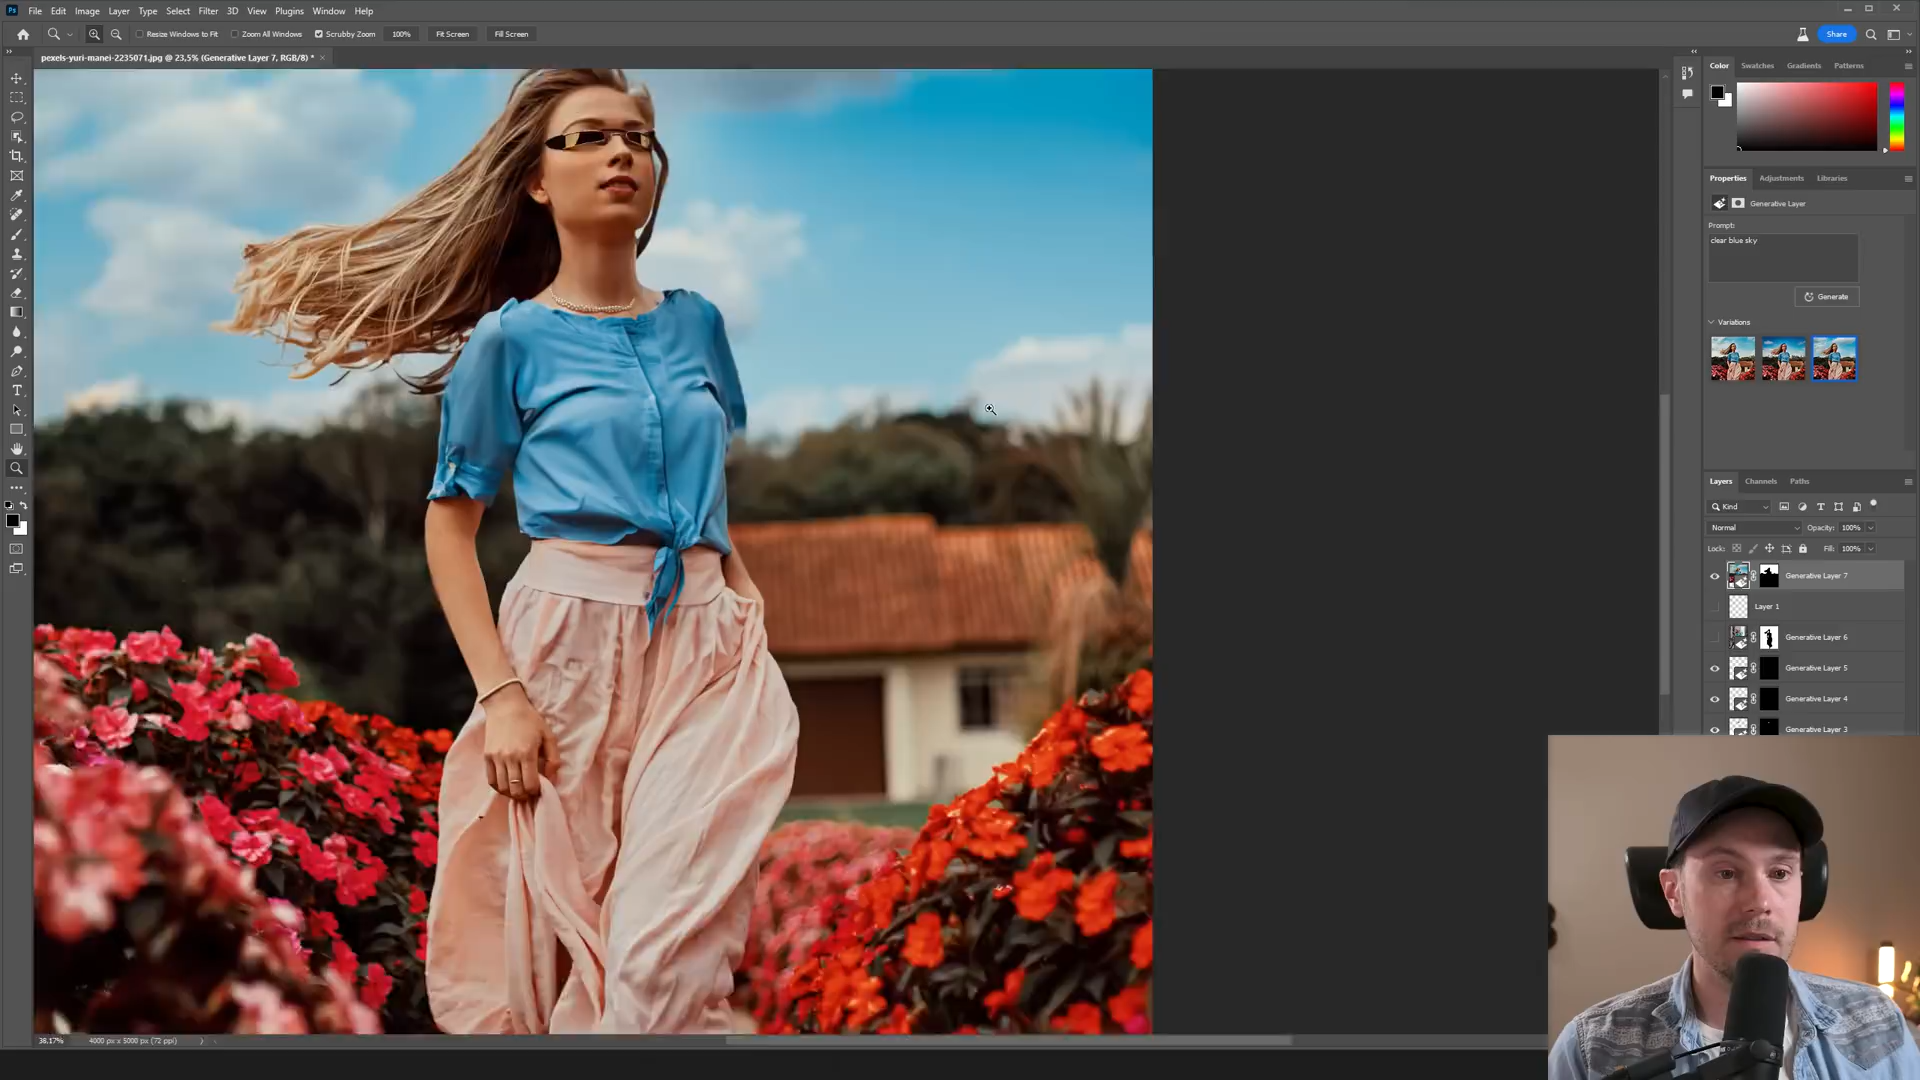 Ps File Edit Image Layer Type Select Filter 3D View Plugins Window Help
Resize Windows to Fit Zoom All Windows Scrubby Zoom 100% Fit Screen Fill Screen Share
pexels-yuri-manei-2235071.jpg @ 23,5% (Generative Layer 7, RGB/8) *
Color Swatches Gradients Patterns
Properties Adjustments Libraries
Generative Layer
Prompt:
clear blue sky
Generate
Variations
Layers Channels Paths
Kind
Normal Opacity: 100%
Lock: Fill: 100%
Generative Layer 7
Layer 1
Generative Layer 6
Generative Layer 5
Generative Layer 4
Generative Layer 3
38.17% 4000 px x 5000 px (72 ppi)